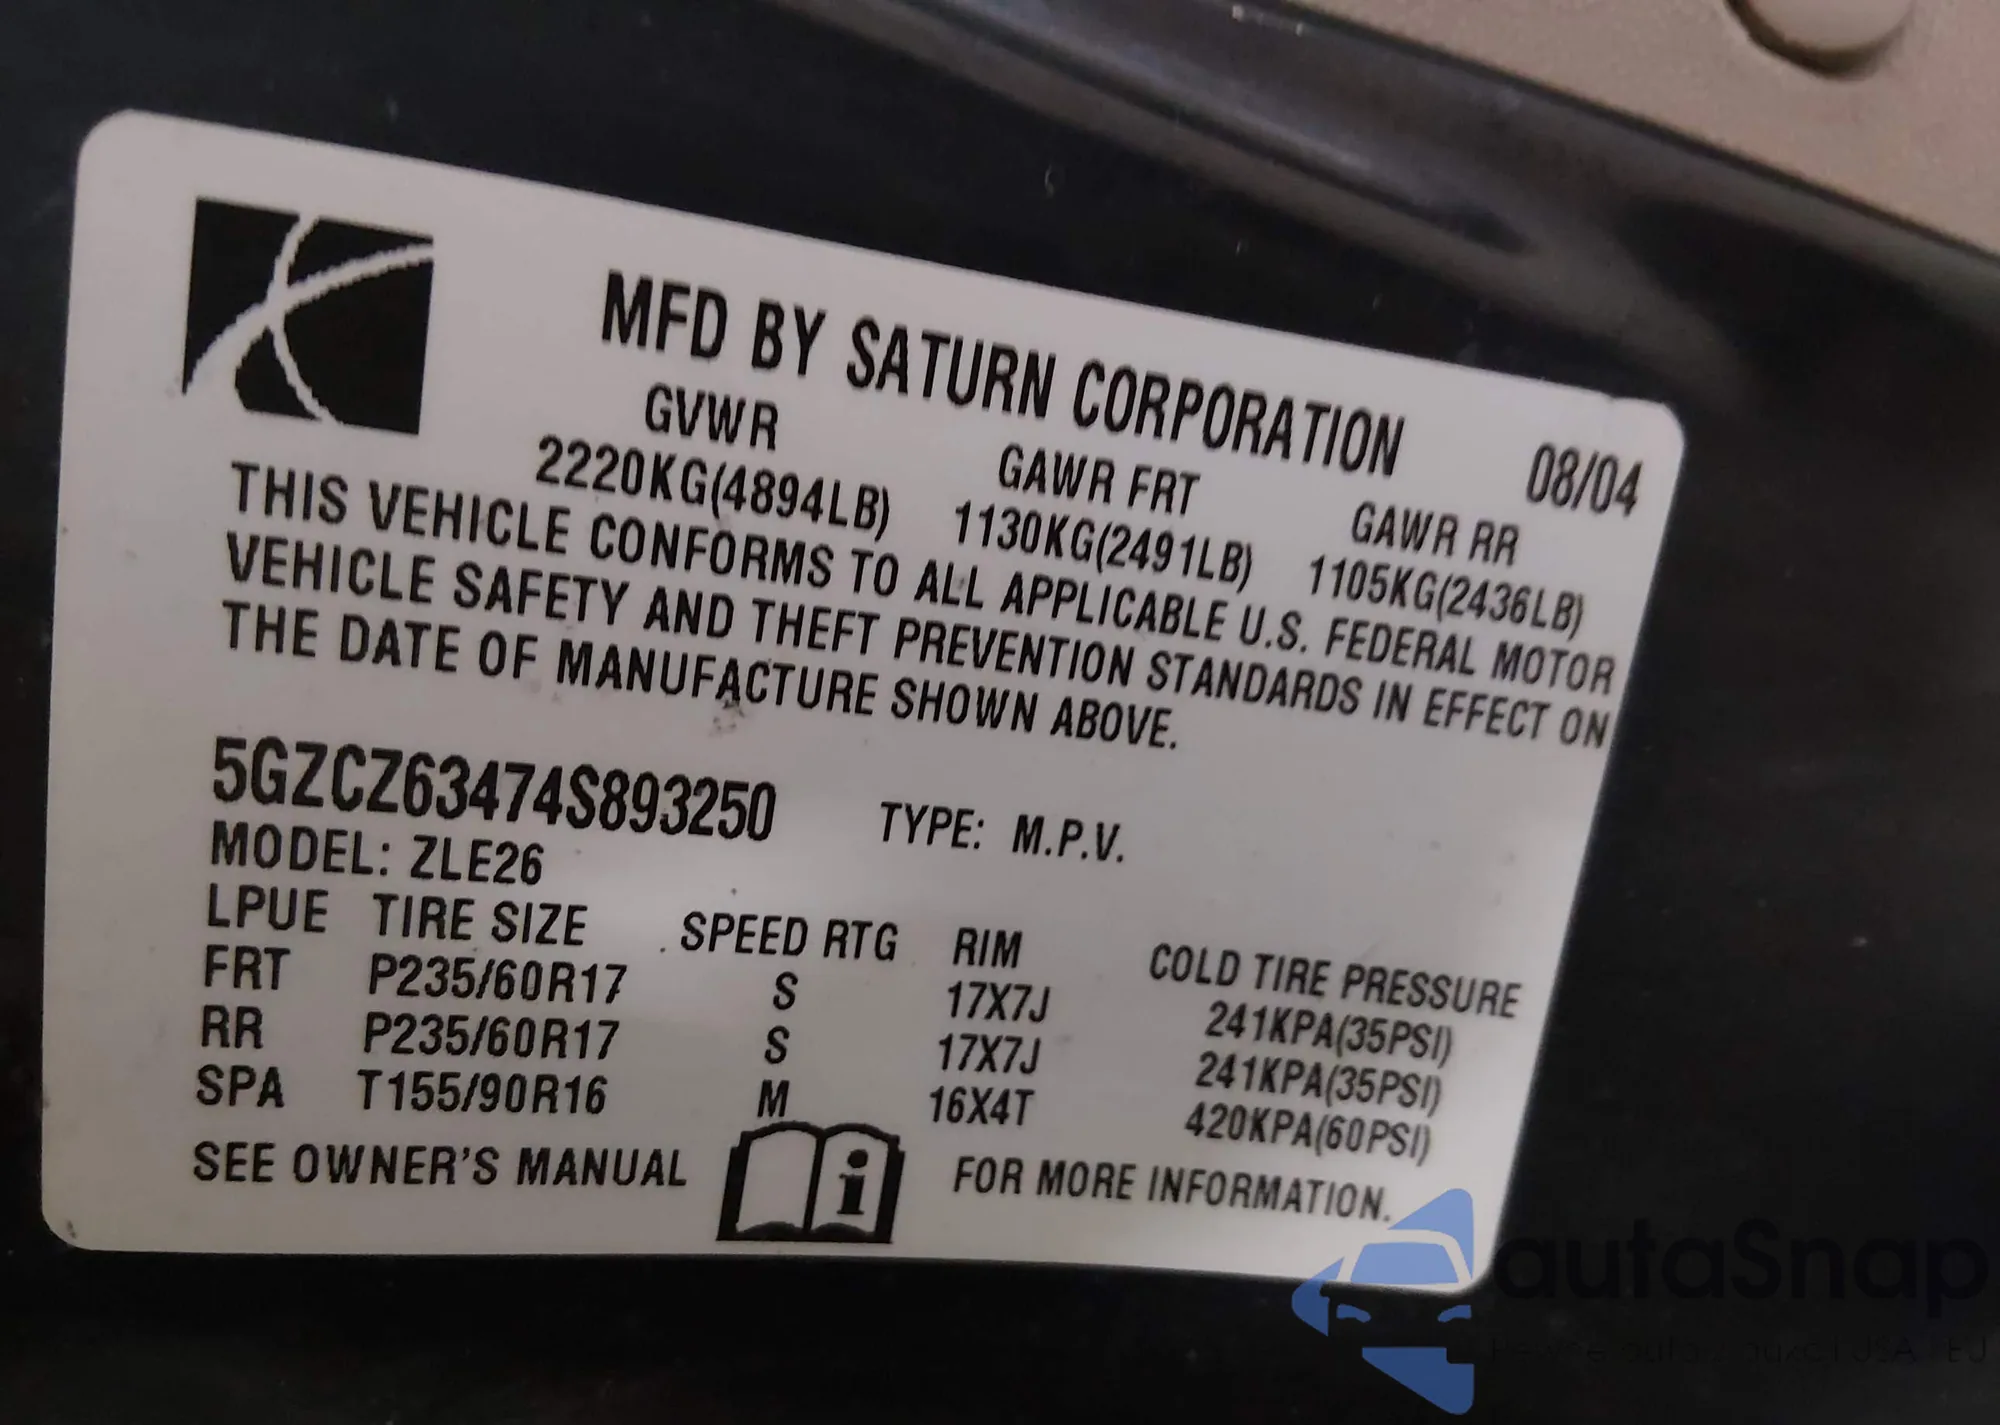 MFD BY SATURN CORPORATION 08/04
GVWR GAWR FRT GAWR RR
2220KG(4894LB) 1130KG(2491LB) 1105KG(2436LB)
THIS VEHICLE CONFORMS TO ALL APPLICABLE U.S. FEDERAL MOTOR
VEHICLE SAFETY AND THEFT PREVENTION STANDARDS IN EFFECT ON
THE DATE OF MANUFACTURE SHOWN ABOVE.
5GZCZ63474S893250 TYPE: M.P.V.
MODEL: ZLE26
LPUE TIRE SIZE SPEED RTG RIM COLD TIRE PRESSURE
FRT P235/60R17 S 17X7J 241KPA(35PSI)
RR P235/60R17 S 17X7J 241KPA(35PSI)
SPA T155/90R16 M 16X4T 420KPA(60PSI)
SEE OWNER'S MANUAL i FOR MORE INFORMATION.
autaSnap